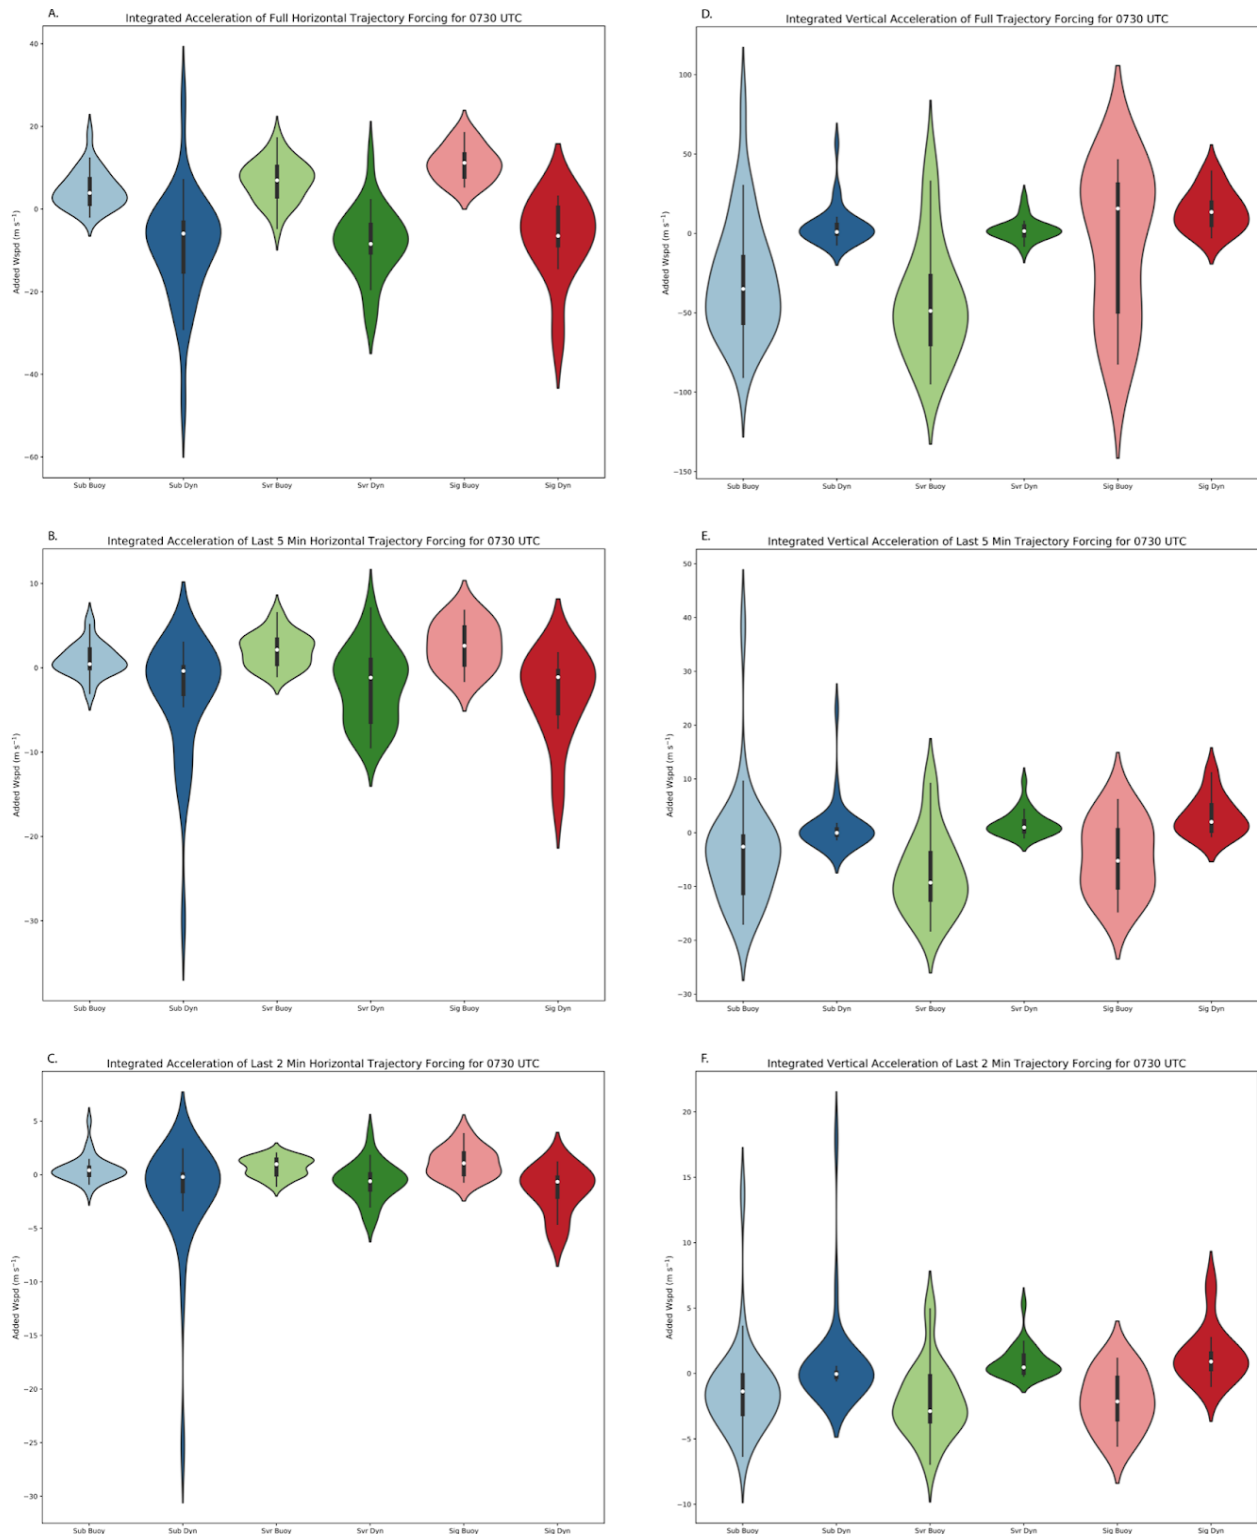 A.
Integrated Acceleration of Full Horizontal Trajectory Forcing for 0730 UTC
Added Wspd (m s⁻¹)
40
20
0
−20
−40
−60
Sub Buoy Sub Dyn Svr Buoy Svr Dyn Sig Buoy Sig Dyn
B.
Integrated Acceleration of Last 5 Min Horizontal Trajectory Forcing for 0730 UTC
Added Wspd (m s⁻¹)
10
0
−10
−20
−30
Sub Buoy Sub Dyn Svr Buoy Svr Dyn Sig Buoy Sig Dyn
C.
Integrated Acceleration of Last 2 Min Horizontal Trajectory Forcing for 0730 UTC
Added Wspd (m s⁻¹)
5
0
−5
−10
−15
−20
−25
−30
Sub Buoy Sub Dyn Svr Buoy Svr Dyn Sig Buoy Sig Dyn
D.
Integrated Vertical Acceleration of Full Trajectory Forcing for 0730 UTC
Added Wspd (m s⁻¹)
100
50
0
−50
−100
−150
Sub Buoy Sub Dyn Svr Buoy Svr Dyn Sig Buoy Sig Dyn
E.
Integrated Vertical Acceleration of Last 5 Min Trajectory Forcing for 0730 UTC
Added Wspd (m s⁻¹)
50
40
30
20
10
0
−10
−20
−30
Sub Buoy Sub Dyn Svr Buoy Svr Dyn Sig Buoy Sig Dyn
F.
Integrated Vertical Acceleration of Last 2 Min Trajectory Forcing for 0730 UTC
Added Wspd (m s⁻¹)
20
15
10
5
0
−5
−10
Sub Buoy Sub Dyn Svr Buoy Svr Dyn Sig Buoy Sig Dyn